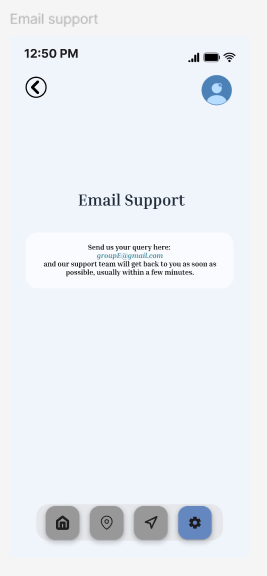 Email support
12:50 PM
Email Support
Send us your query here:
groupE@gmail.com
and our support team will get back to you as soon as
possible, usually within a few minutes.